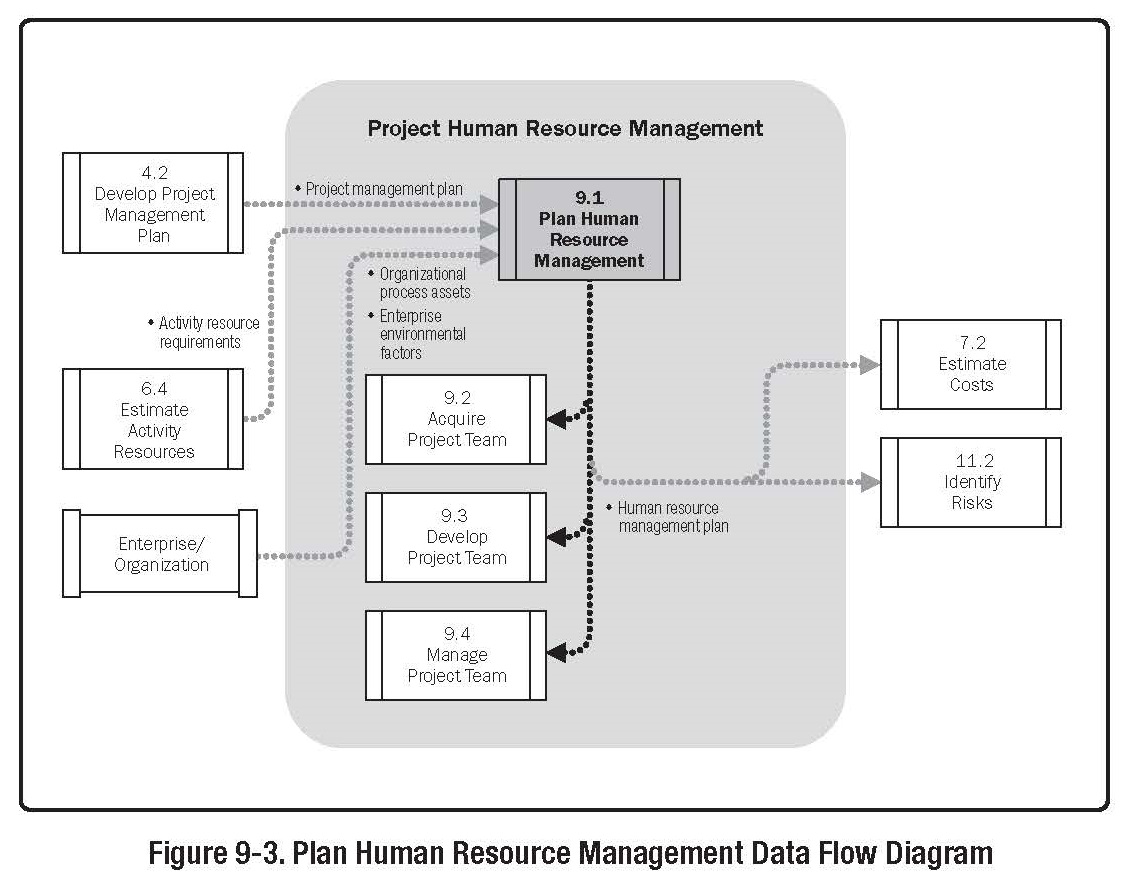 Project Human Resource Management
4.2
Develop Project
Management
Plan
• Project management plan
9.1
Plan Human
Resource
Management
• Organizational
process assets
• Enterprise
environmental
factors
• Activity resource
requirements
6.4
Estimate
Activity
Resources
Enterprise/
Organization
9.2
Acquire
Project Team
9.3
Develop
Project Team
9.4
Manage
Project Team
• Human resource
management plan
7.2
Estimate
Costs
11.2
Identify
Risks
Figure 9-3. Plan Human Resource Management Data Flow Diagram